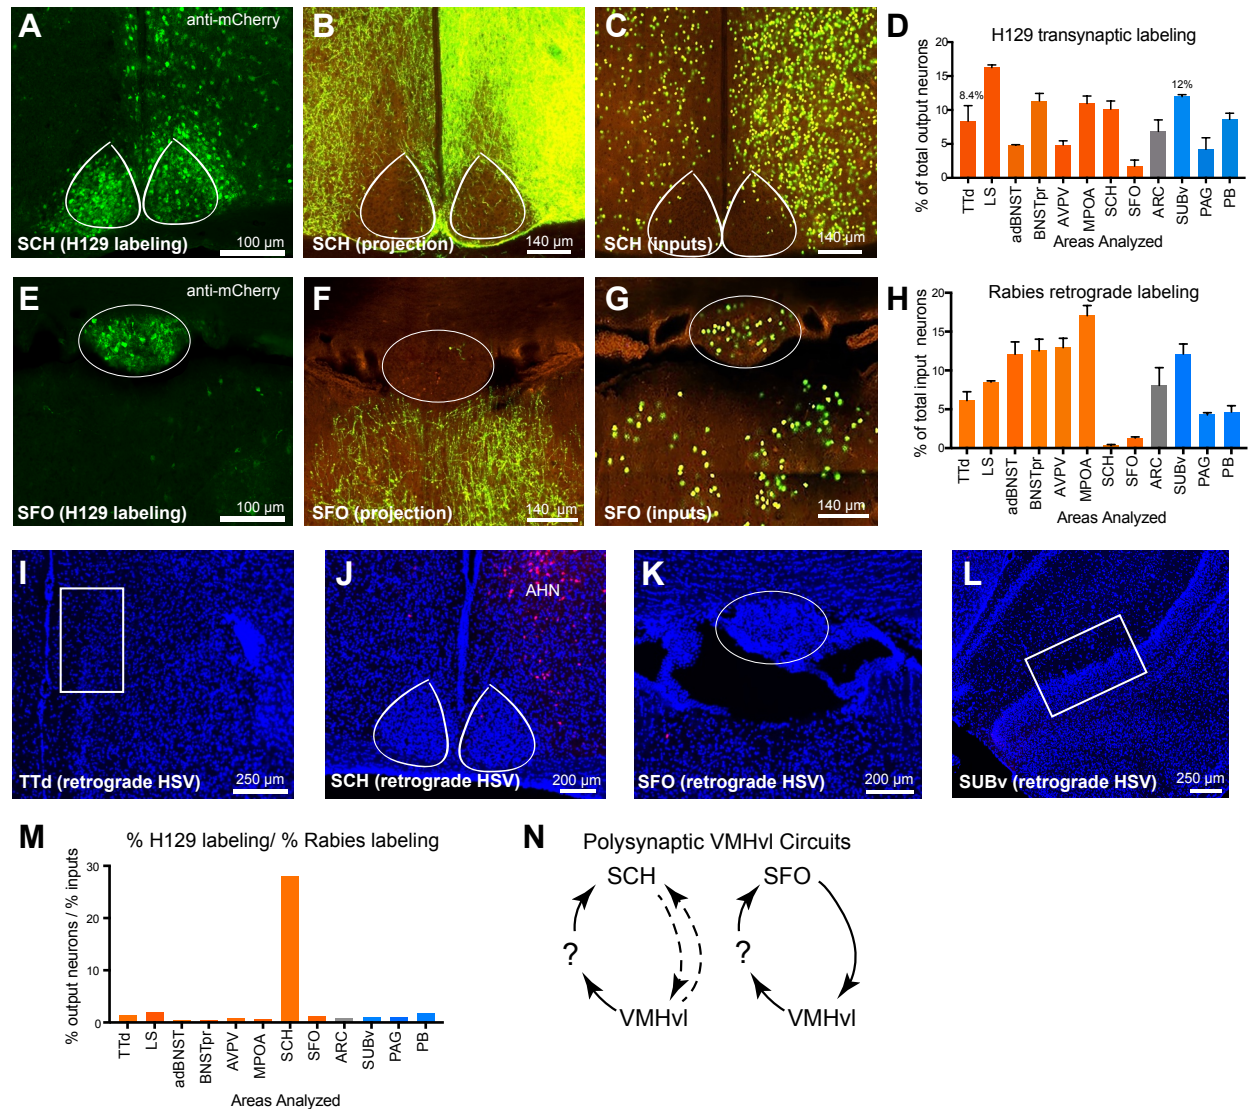 A
anti-mCherry
SCH (H129 labeling)
100 µm
B
SCH (projection)
140 µm
C
SCH (inputs)
140 µm
D
H129 transynaptic labeling
% of total output neurons
20
15
10
5
0
8.4%
12%
TTd
LS
adBNST
BNSTpr
AVPV
MPOA
SCH
SFO
ARC
SUBv
PAG
PB
Areas Analyzed
E
anti-mCherry
SFO (H129 labeling)
100 µm
F
SFO (projection)
140 µm
G
SFO (inputs)
140 µm
H
Rabies retrograde labeling
% of total input neurons
20
15
10
5
0
TTd
LS
adBNST
BNSTpr
AVPV
MPOA
SCH
SFO
ARC
SUBv
PAG
PB
Areas Analyzed
I
TTd (retrograde HSV)
250 µm
J
AHN
SCH (retrograde HSV)
200 µm
K
SFO (retrograde HSV)
200 µm
L
SUBv (retrograde HSV)
250 µm
M
% H129 labeling/ % Rabies labeling
% output neurons / % inputs
30
20
10
0
TTd
LS
adBNST
BNSTpr
AVPV
MPOA
SCH
SFO
ARC
SUBv
PAG
PB
Areas Analyzed
N
Polysynaptic VMHvl Circuits
SCH
?
VMHvl
SFO
?
VMHvl